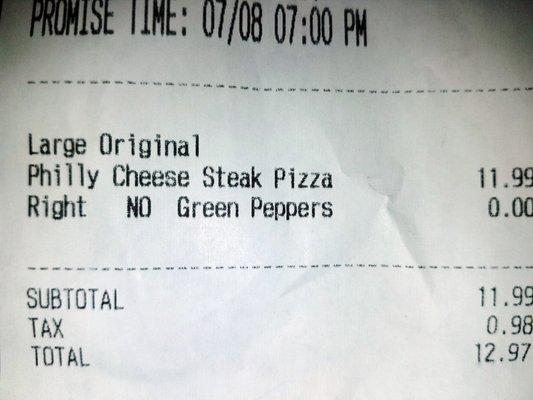 PROMISE TIME: 07/08 07:00 PM
Large Original
Philly Cheese Steak Pizza 11.99
Right NO Green Peppers 0.00
SUBTOTAL 11.99
TAX 0.98
TOTAL 12.97